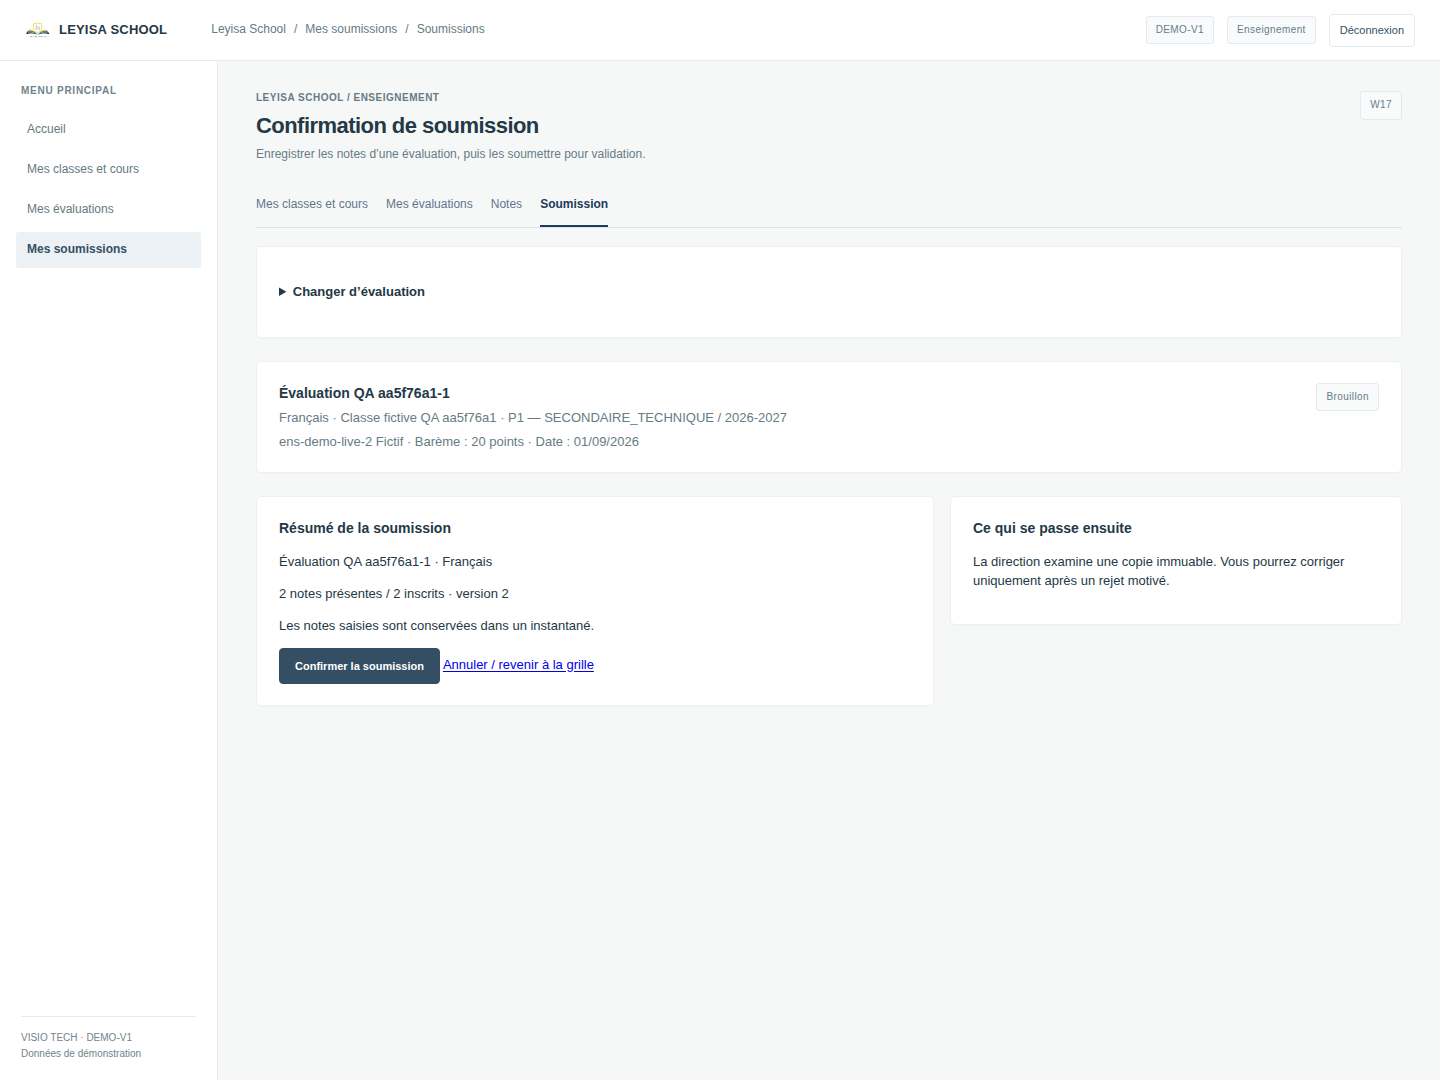 LEYISA SCHOOL
Leyisa School / Mes soumissions / Soumissions
DEMO-V1
Enseignement
Déconnexion
MENU PRINCIPAL
Accueil
Mes classes et cours
Mes évaluations
Mes soumissions
VISIO TECH · DEMO-V1
Données de démonstration
LEYISA SCHOOL / ENSEIGNEMENT
W17
Confirmation de soumission
Enregistrer les notes d’une évaluation, puis les soumettre pour validation.
Mes classes et cours
Mes évaluations
Notes
Soumission
Changer d’évaluation
Évaluation QA aa5f76a1-1
Brouillon
Français · Classe fictive QA aa5f76a1 · P1 — SECONDAIRE_TECHNIQUE / 2026-2027
ens-demo-live-2 Fictif · Barème : 20 points · Date : 01/09/2026
Résumé de la soumission
Évaluation QA aa5f76a1-1 · Français
2 notes présentes / 2 inscrits · version 2
Les notes saisies sont conservées dans un instantané.
Confirmer la soumission
Annuler / revenir à la grille
Ce qui se passe ensuite
La direction examine une copie immuable. Vous pourrez corriger
uniquement après un rejet motivé.